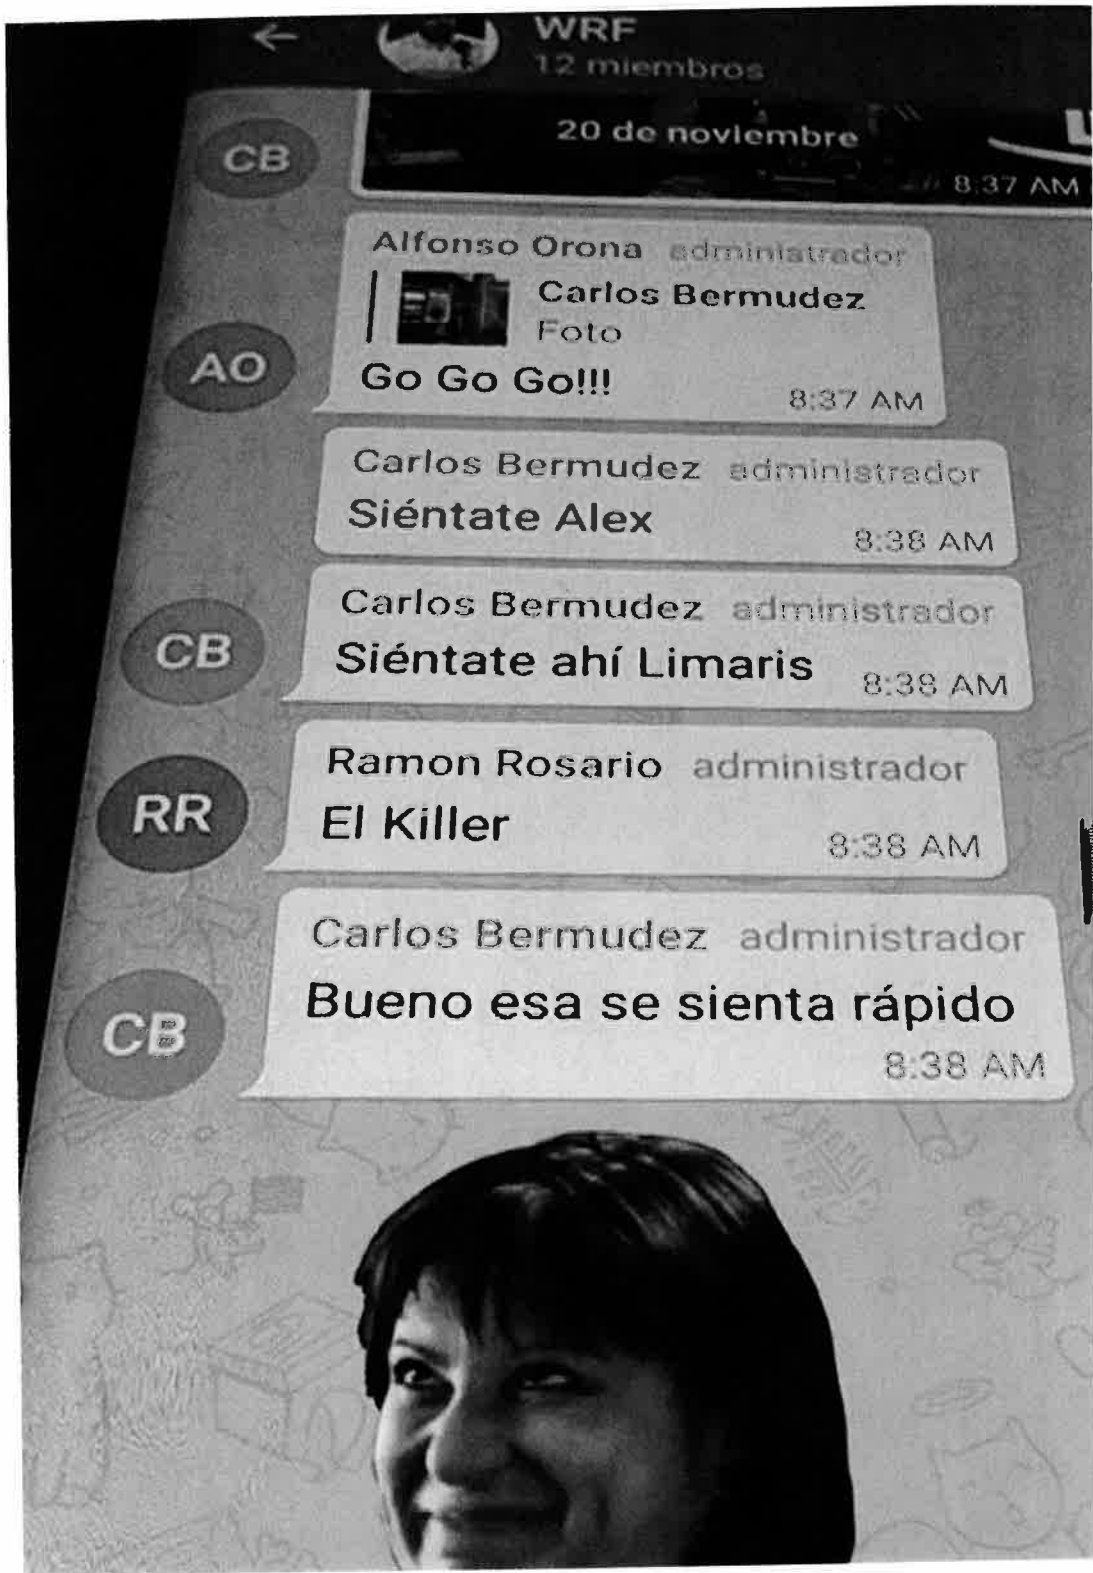 WRF
12 miembros
20 de noviembre
8:37 AM
CB
Alfonso Orona administrador
Carlos Bermudez
Foto
Go Go Go!!!
8:37 AM
AO
Carlos Bermudez administrador
Siéntate Alex
8:38 AM
Carlos Bermudez administrador
Siéntate ahí Limaris
8:38 AM
CB
Ramon Rosario administrador
El Killer
8:38 AM
RR
Carlos Bermudez administrador
Bueno esa se sienta rápido
8:38 AM
CB